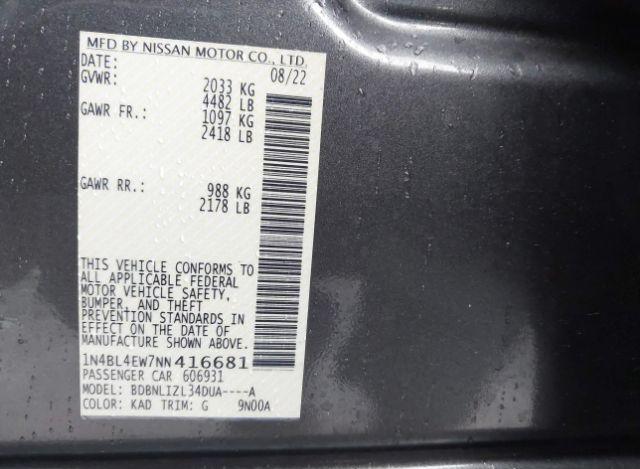 MFD BY NISSAN MOTOR CO., LTD.
DATE: 08/22
GVWR: 2033 KG
4482 LB
GAWR FR.: 1097 KG
2418 LB
GAWR RR.: 988 KG
2178 LB
THIS VEHICLE CONFORMS TO
ALL APPLICABLE FEDERAL
MOTOR VEHICLE SAFETY,
BUMPER, AND THEFT
PREVENTION STANDARDS IN
EFFECT ON THE DATE OF
MANUFACTURE SHOWN ABOVE.
1N4BL4EW7NN416681
PASSENGER CAR 606931
MODEL: BDBNLIZL34DUA----A
COLOR: KAD TRIM: G 9N00A